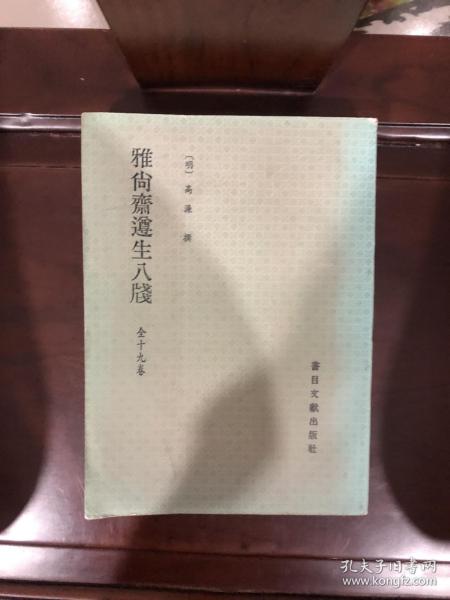 雅尙齋遵生八牋
全十九卷
〔明〕高濂 撰
書目文獻出版社
孔夫子旧书网
www.kongfz.com